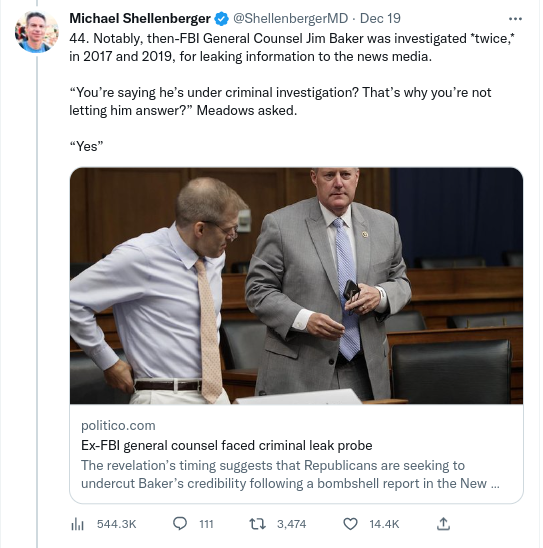 Michael Shellenberger @ShellenbergerMD · Dec 19
44. Notably, then-FBI General Counsel Jim Baker was investigated *twice,*
in 2017 and 2019, for leaking information to the news media.
“You’re saying he’s under criminal investigation? That’s why you’re not
letting him answer?” Meadows asked.
“Yes”
politico.com
Ex-FBI general counsel faced criminal leak probe
The revelation’s timing suggests that Republicans are seeking to
undercut Baker’s credibility following a bombshell report in the New ...
544.3K 111 3,474 14.4K